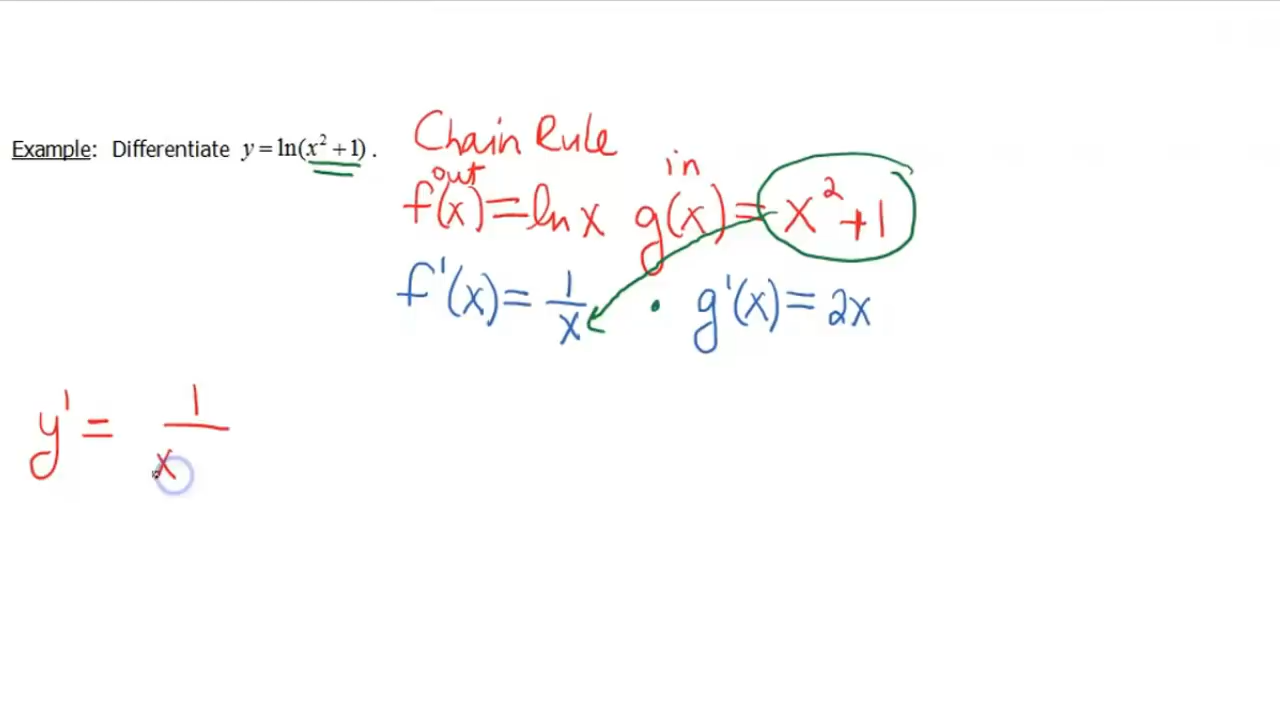 Example: Differentiate y = ln(x² + 1).
Chain Rule
out in
f(x) = ln x g(x) = x² + 1
f'(x) = 1/x · g'(x) = 2x
y' = 1/x